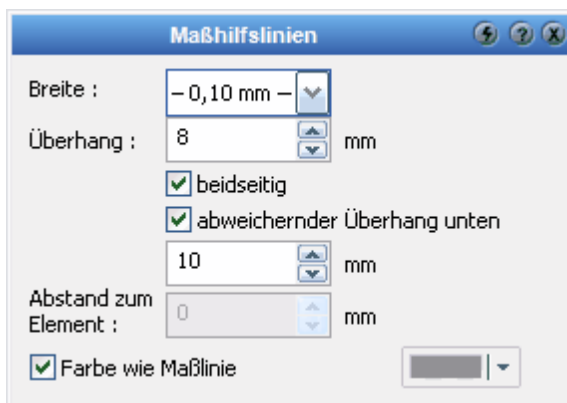 Maßhilfslinien
Breite : – 0,10 mm –
Überhang : 8 mm
beidseitig
abweichernder Überhang unten
10 mm
Abstand zum
Element : 0 mm
Farbe wie Maßlinie